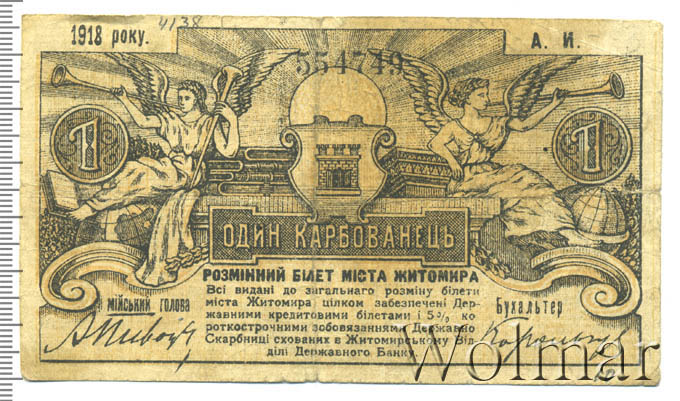 4138
1918 року.
А. И.
554749
1
1
ОДИН КАРБОВАНЕЦЬ
РОЗМІННИЙ БІЛЕТ МІСТА ЖИТОМИРА
Всі видані до загального розміну білети
міста Житомира цілком забезпечені Дер-
жавними кредитовими білетами і 5% ко
роткострочними зобовязаннями Державно
Скарбниці схованих в Житомирському Від
ділі Державного Банку.
мійський голова
Бухгальтер
Wolmar